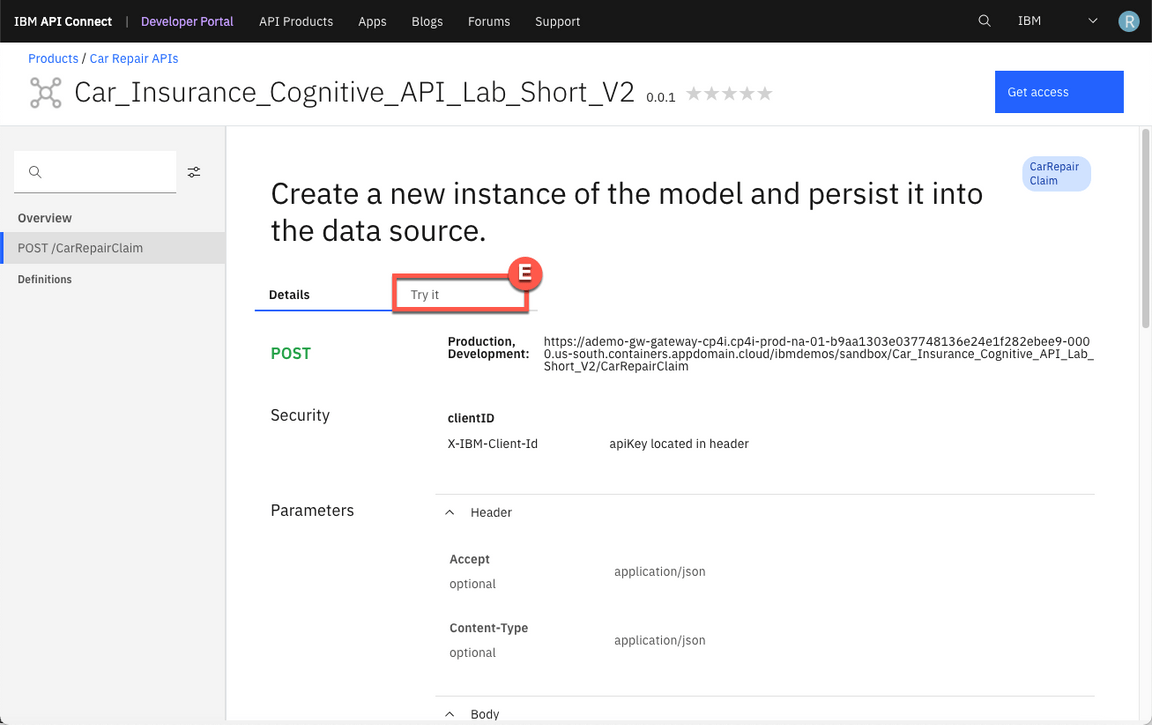 IBM API Connect | Developer Portal API Products Apps Blogs Forums Support IBM R
Products / Car Repair APIs
Car_Insurance_Cognitive_API_Lab_Short_V2 0.0.1 Get access
Overview
POST /CarRepairClaim
Definitions
CarRepair
Claim
Create a new instance of the model and persist it into
the data source.
E
Details Try it
POST
Production,
Development:
https://ademo-gw-gateway-cp4i.cp4i-prod-na-01-b9aa1303e037748136e24e1f282ebee9-000
0.us-south.containers.appdomain.cloud/ibmdemos/sandbox/Car_Insurance_Cognitive_API_Lab_
Short_V2/CarRepairClaim
Security
clientID
X-IBM-Client-Id apiKey located in header
Parameters
Header
Accept
optional
application/json
Content-Type
optional
application/json
Body